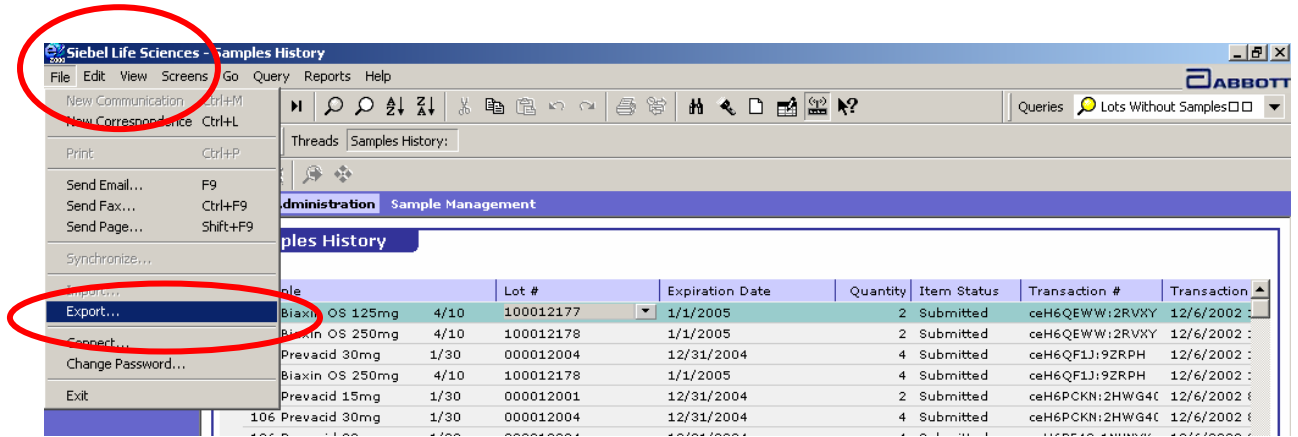 Siebel Life Sciences - Samples History
File Edit View Screens Go Query Reports Help
ABBOTT
New Communication Ctrl+M
New Correspondence Ctrl+L
Queries Lots Without Samples
Print Ctrl+P
Threads Samples History:
Send Email... F9
Send Fax... Ctrl+F9
Send Page... Shift+F9
Synchronize...
Import...
Export...
Connect...
Change Password...
Exit
Administration Sample Management
ples History
ple Lot # Expiration Date Quantity Item Status Transaction # Transaction
Biaxin OS 125mg 4/10 100012177 1/1/2005 2 Submitted ceH6QEWW:2RVXY 12/6/2002
Biaxin OS 250mg 4/10 100012178 1/1/2005 2 Submitted ceH6QEWW:2RVXY 12/6/2002
Prevacid 30mg 1/30 000012004 12/31/2004 4 Submitted ceH6QF1J:9ZRPH 12/6/2002
Biaxin OS 250mg 4/10 100012178 1/1/2005 4 Submitted ceH6QF1J:9ZRPH 12/6/2002
Prevacid 15mg 1/30 000012001 12/31/2004 2 Submitted ceH6PCKN:2HWG4 12/6/2002
106 Prevacid 30mg 1/30 000012004 12/31/2004 4 Submitted ceH6PCKN:2HWG4 12/6/2002